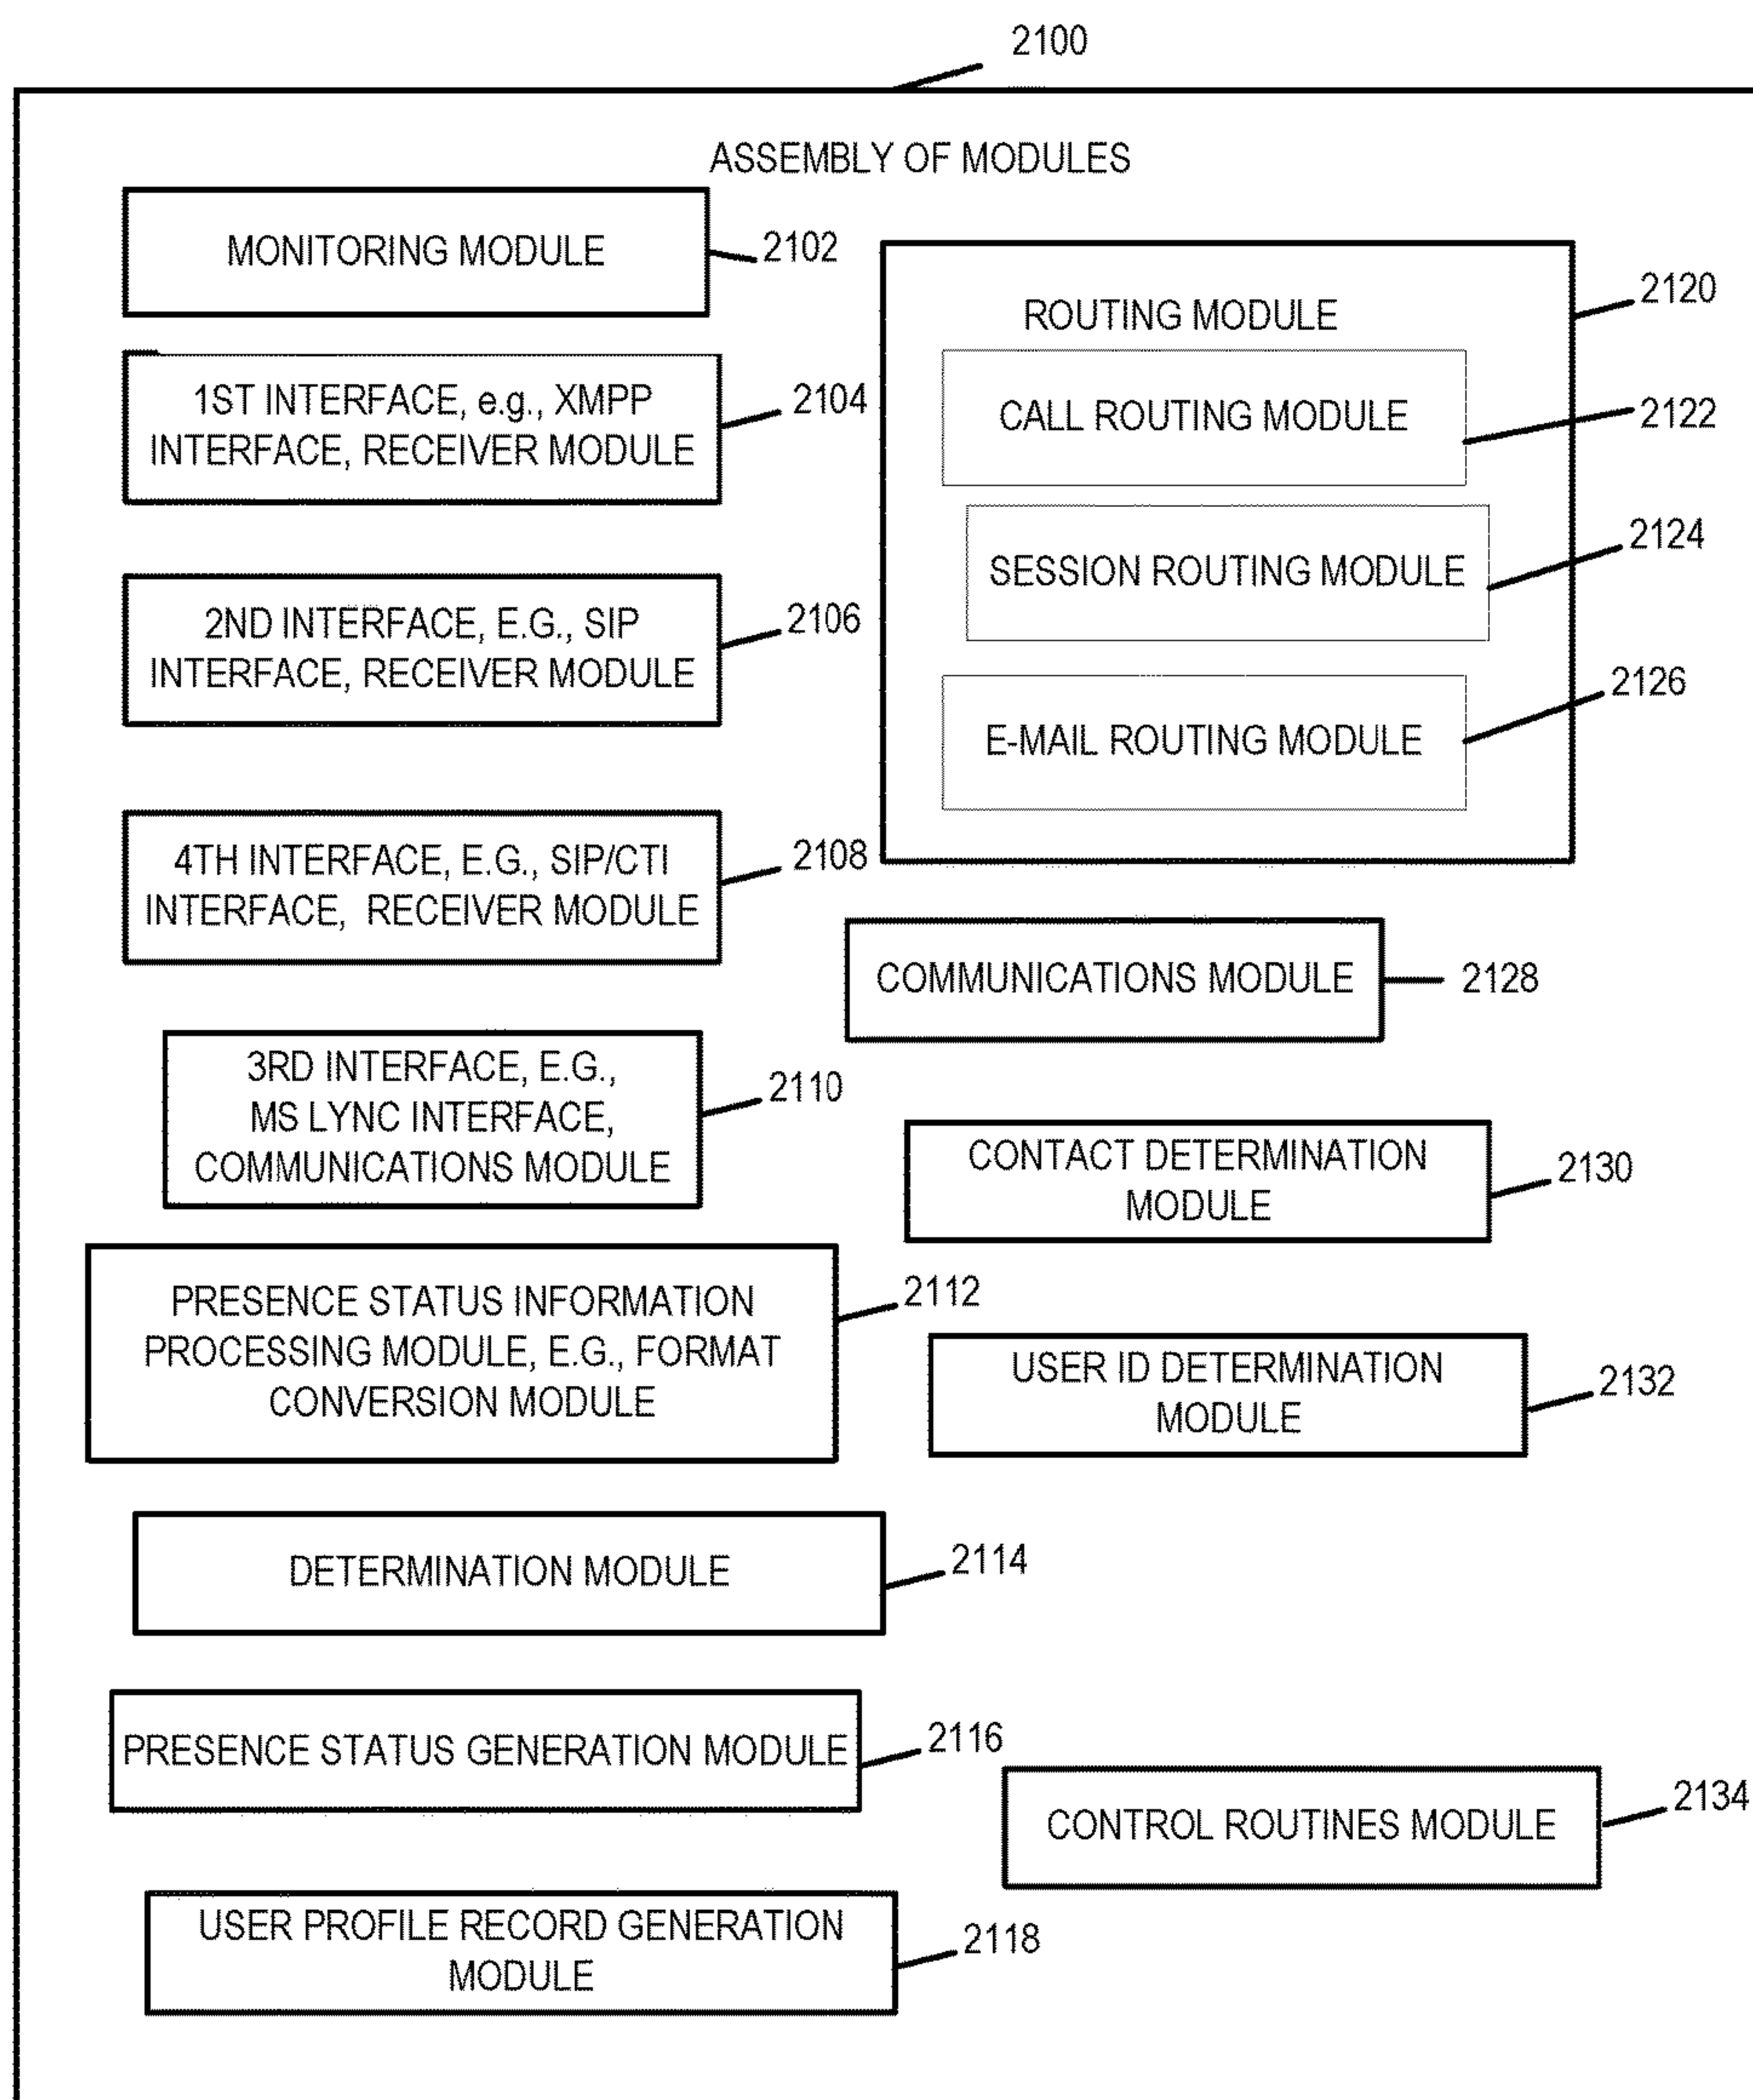 2100
ASSEMBLY OF MODULES
MONITORING MODULE
2102
1ST INTERFACE, e.g., XMPP
INTERFACE, RECEIVER MODULE
2104
2ND INTERFACE, E.G., SIP
INTERFACE, RECEIVER MODULE
2106
4TH INTERFACE, E.G., SIP/CTI
INTERFACE, RECEIVER MODULE
2108
3RD INTERFACE, E.G.,
MS LYNC INTERFACE,
COMMUNICATIONS MODULE
2110
PRESENCE STATUS INFORMATION
PROCESSING MODULE, E.G., FORMAT
CONVERSION MODULE
2112
DETERMINATION MODULE
2114
PRESENCE STATUS GENERATION MODULE
2116
USER PROFILE RECORD GENERATION
MODULE
2118
ROUTING MODULE
2120
CALL ROUTING MODULE
2122
SESSION ROUTING MODULE
2124
E-MAIL ROUTING MODULE
2126
COMMUNICATIONS MODULE
2128
CONTACT DETERMINATION
MODULE
2130
USER ID DETERMINATION
MODULE
2132
CONTROL ROUTINES MODULE
2134